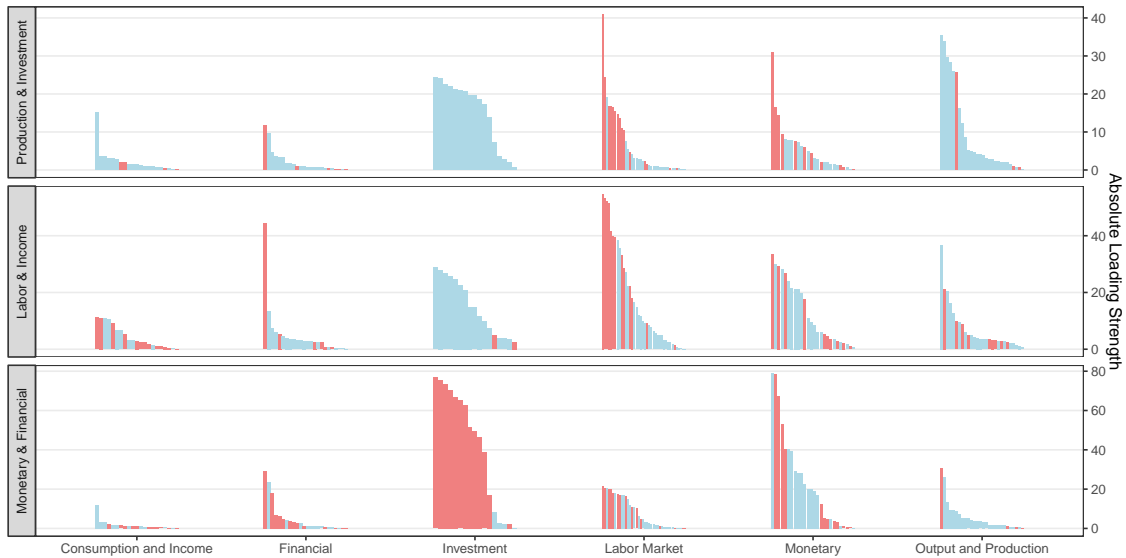 Production & Investment
40
30
20
10
0
Labor & Income
40
20
0
Monetary & Financial
80
60
40
20
0
Absolute Loading Strength
Consumption and Income
Financial
Investment
Labor Market
Monetary
Output and Production